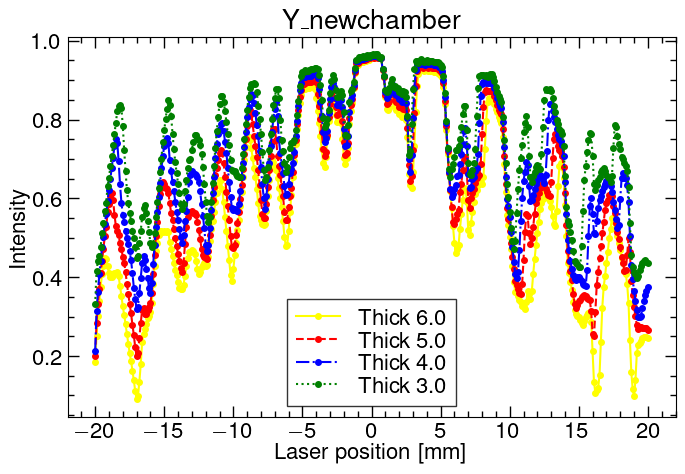 Y_newchamber
1.0
0.8
0.6
0.4
0.2
Intensity
Thick 6.0
Thick 5.0
Thick 4.0
Thick 3.0
−20 −15 −10 −5 0 5 10 15 20
Laser position [mm]